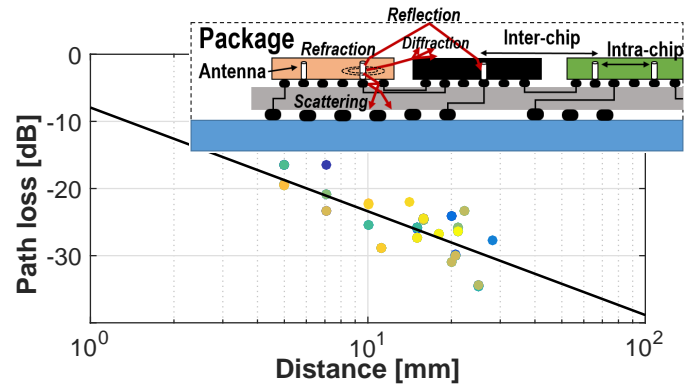 Reflection
Package
Refraction
Diffraction
Inter-chip
Intra-chip
Antenna
Scattering
0
-10
-20
-30
Path loss [dB]
10^0
10^1
10^2
Distance [mm]